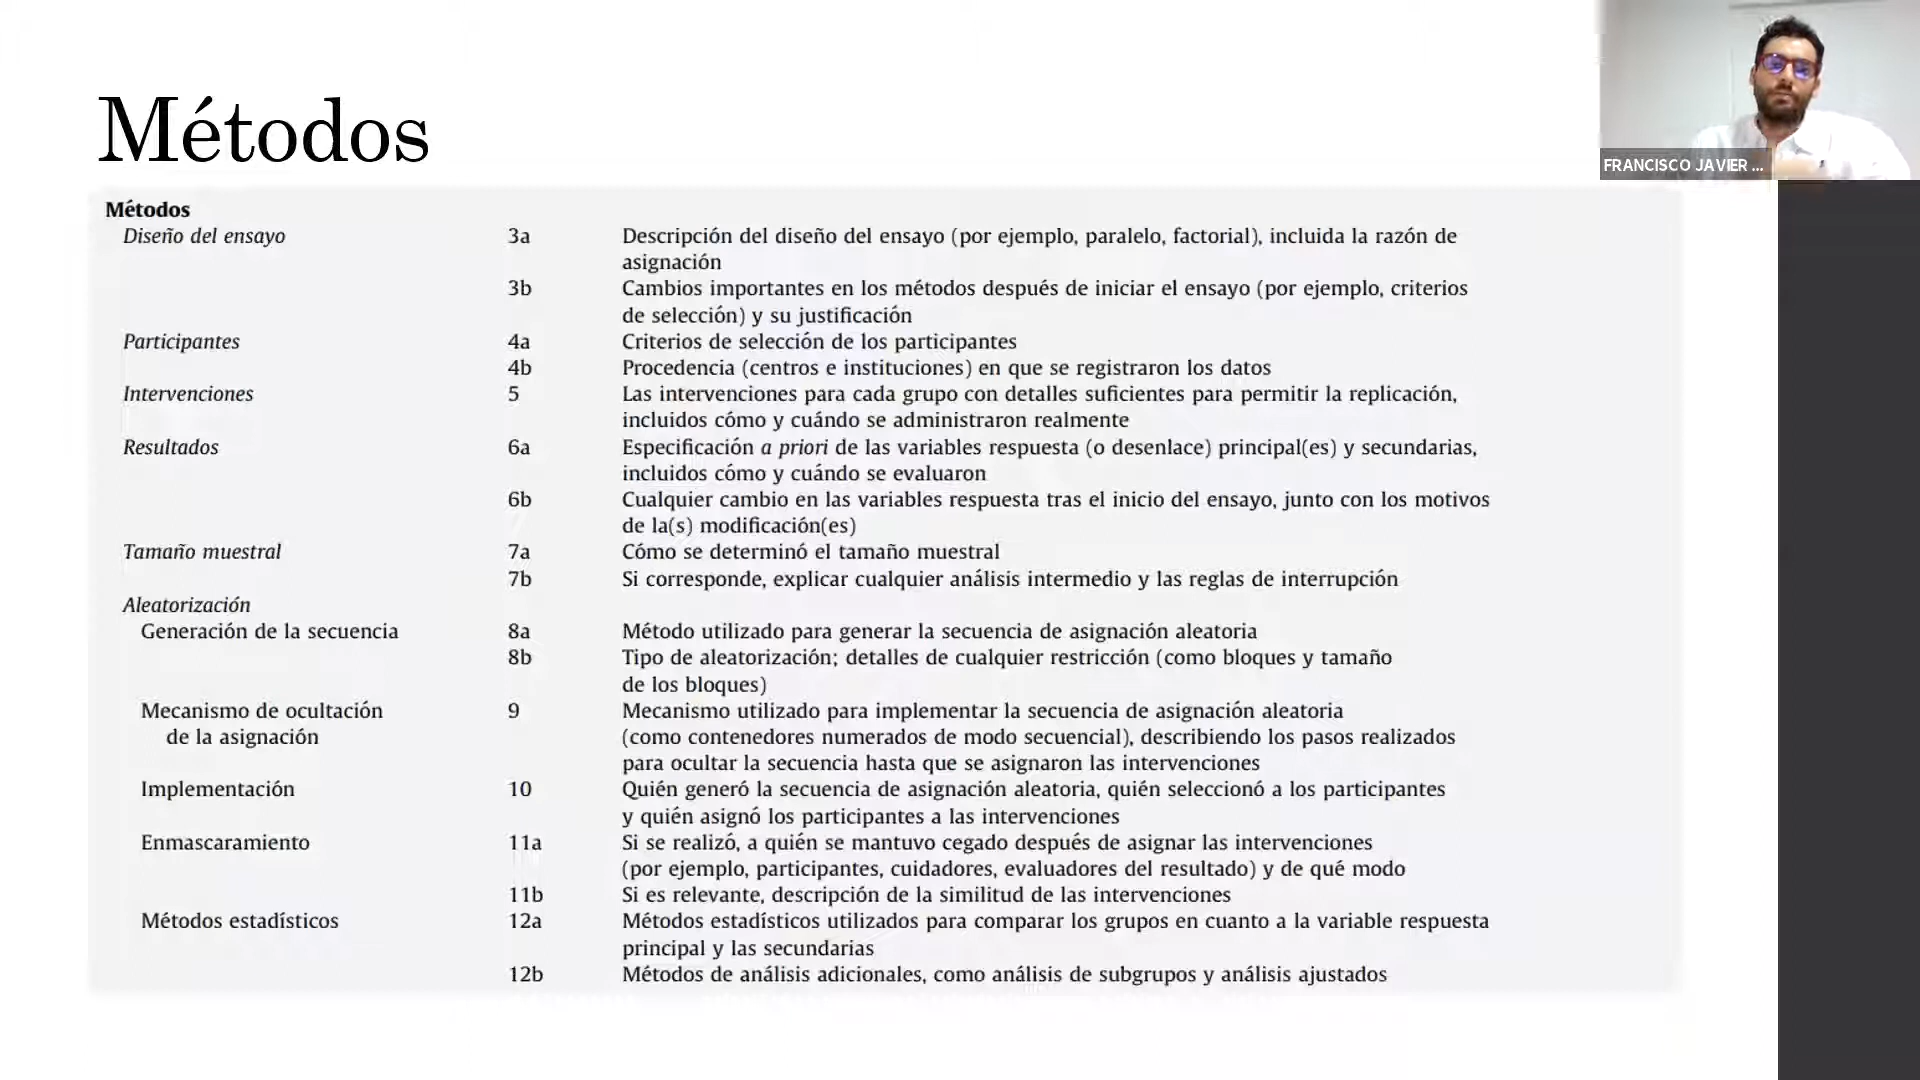 Métodos
FRANCISCO JAVIER ...
Métodos
Diseño del ensayo 3a Descripción del diseño del ensayo (por ejemplo, paralelo, factorial), incluida la razón de
asignación
3b Cambios importantes en los métodos después de iniciar el ensayo (por ejemplo, criterios
de selección) y su justificación
Participantes 4a Criterios de selección de los participantes
4b Procedencia (centros e instituciones) en que se registraron los datos
Intervenciones 5 Las intervenciones para cada grupo con detalles suficientes para permitir la replicación,
incluidos cómo y cuándo se administraron realmente
Resultados 6a Especificación a priori de las variables respuesta (o desenlace) principal(es) y secundarias,
incluidos cómo y cuándo se evaluaron
6b Cualquier cambio en las variables respuesta tras el inicio del ensayo, junto con los motivos
de la(s) modificación(es)
Tamaño muestral 7a Cómo se determinó el tamaño muestral
7b Si corresponde, explicar cualquier análisis intermedio y las reglas de interrupción
Aleatorización
Generación de la secuencia 8a Método utilizado para generar la secuencia de asignación aleatoria
8b Tipo de aleatorización; detalles de cualquier restricción (como bloques y tamaño
de los bloques)
Mecanismo de ocultación 9 Mecanismo utilizado para implementar la secuencia de asignación aleatoria
de la asignación (como contenedores numerados de modo secuencial), describiendo los pasos realizados
para ocultar la secuencia hasta que se asignaron las intervenciones
Implementación 10 Quién generó la secuencia de asignación aleatoria, quién seleccionó a los participantes
y quién asignó los participantes a las intervenciones
Enmascaramiento 11a Si se realizó, a quién se mantuvo cegado después de asignar las intervenciones
(por ejemplo, participantes, cuidadores, evaluadores del resultado) y de qué modo
11b Si es relevante, descripción de la similitud de las intervenciones
Métodos estadísticos 12a Métodos estadísticos utilizados para comparar los grupos en cuanto a la variable respuesta
principal y las secundarias
12b Métodos de análisis adicionales, como análisis de subgrupos y análisis ajustados